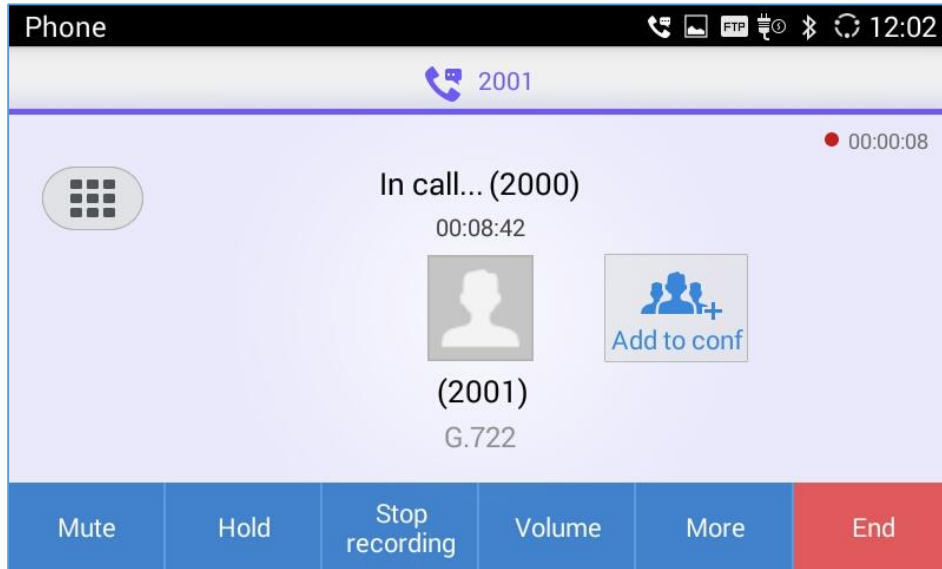 Phone
FTP
12:02
2001
00:00:08
In call... (2000)
00:08:42
Add to conf
(2001)
G.722
Mute
Hold
Stop
recording
Volume
More
End